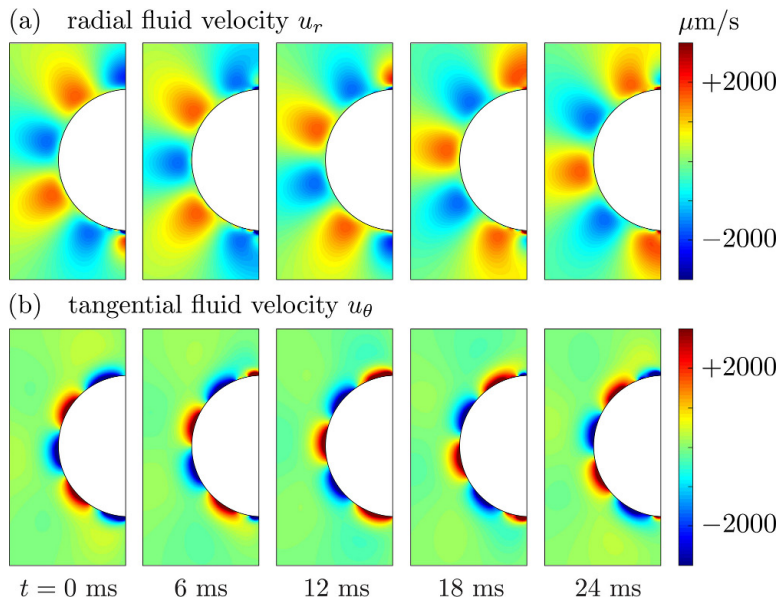 (a) radial fluid velocity u_r
μm/s
+2000
−2000
(b) tangential fluid velocity u_θ
+2000
−2000
t = 0 ms 6 ms 12 ms 18 ms 24 ms